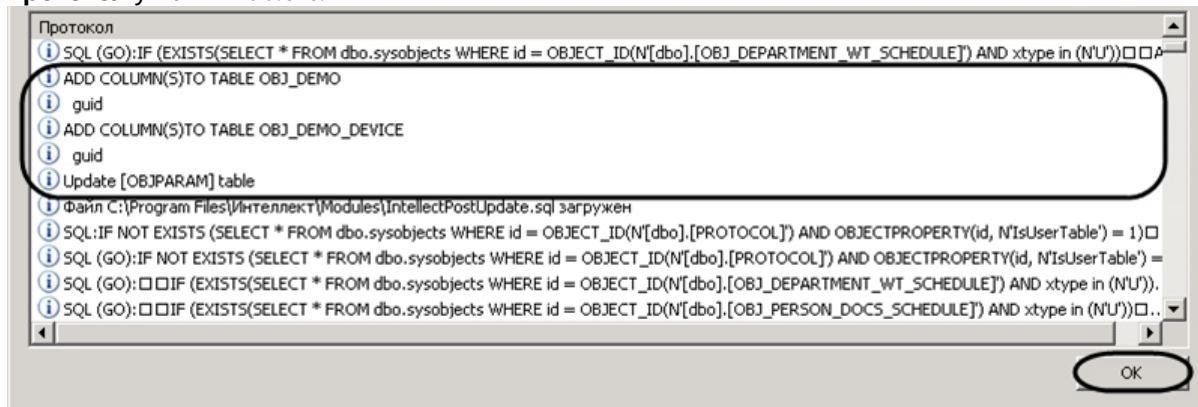 Протокол
SQL (GO):IF (EXISTS(SELECT * FROM dbo.sysobjects WHERE id = OBJECT_ID(N'[dbo].[OBJ_DEPARTMENT_WT_SCHEDULE]') AND xtype in (N'U'))□□A
ADD COLUMN(S)TO TABLE OBJ_DEMO
guid
ADD COLUMN(S)TO TABLE OBJ_DEMO_DEVICE
guid
Update [OBJPARAM] table
Файл C:\Program Files\Интеллект\Modules\IntellectPostUpdate.sql загружен
SQL:IF NOT EXISTS (SELECT * FROM dbo.sysobjects WHERE id = OBJECT_ID(N'[dbo].[PROTOCOL]') AND OBJECTPROPERTY(id, N'IsUserTable') = 1)□
SQL (GO):IF NOT EXISTS (SELECT * FROM dbo.sysobjects WHERE id = OBJECT_ID(N'[dbo].[PROTOCOL]') AND OBJECTPROPERTY(id, N'IsUserTable') =
SQL (GO):□□IF (EXISTS(SELECT * FROM dbo.sysobjects WHERE id = OBJECT_ID(N'[dbo].[OBJ_DEPARTMENT_WT_SCHEDULE]') AND xtype in (N'U')).
SQL (GO):□□IF (EXISTS(SELECT * FROM dbo.sysobjects WHERE id = OBJECT_ID(N'[dbo].[OBJ_PERSON_DOCS_SCHEDULE]') AND xtype in (N'U'))□..
OK